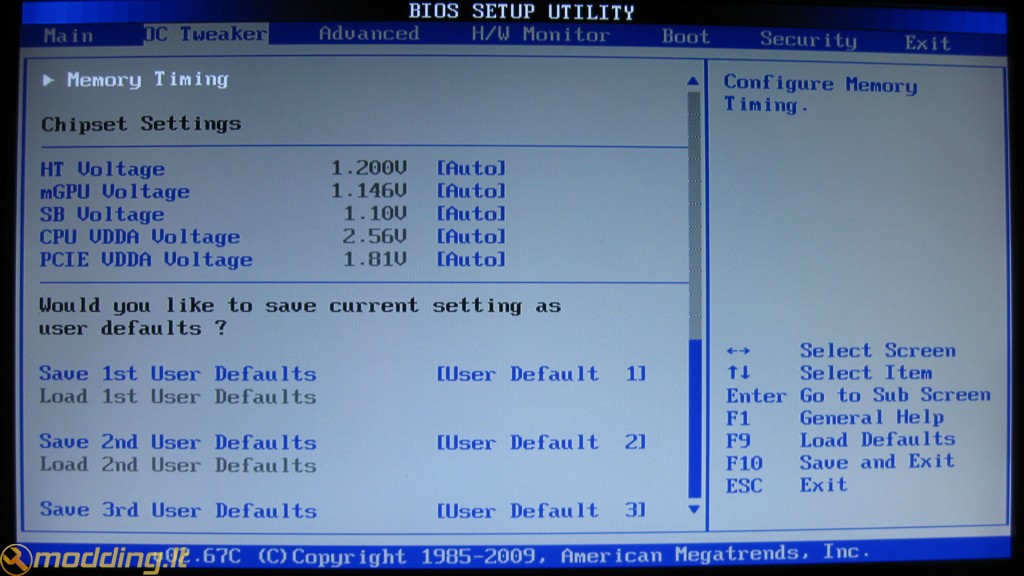 BIOS SETUP UTILITY
Main OC Tweaker Advanced H/W Monitor Boot Security Exit
Memory Timing
Chipset Settings
HT Voltage 1.200V [Auto]
mGPU Voltage 1.146V [Auto]
SB Voltage 1.10V [Auto]
CPU VDDA Voltage 2.56V [Auto]
PCIE VDDA Voltage 1.81V [Auto]
Would you like to save current setting as
user defaults ?
Save 1st User Defaults [User Default 1]
Load 1st User Defaults
Save 2nd User Defaults [User Default 2]
Load 2nd User Defaults
Save 3rd User Defaults [User Default 3]
Configure Memory
Timing.
↔ Select Screen
↑↓ Select Item
Enter Go to Sub Screen
F1 General Help
F9 Load Defaults
F10 Save and Exit
ESC Exit
.67C (C)Copyright 1985-2009, American Megatrends, Inc.
modding.it